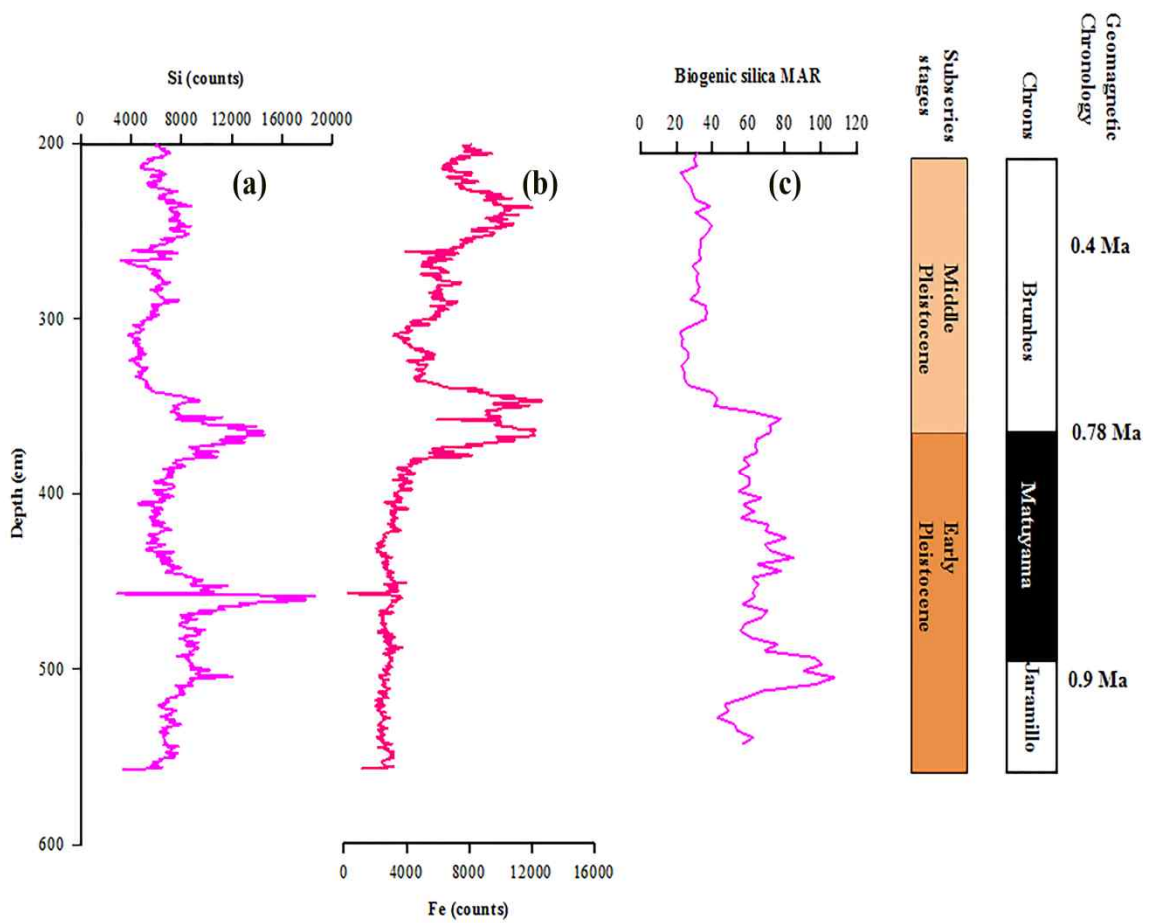 Si (counts)
0 4000 8000 12000 16000 20000
Biogenic silica MAR
0 20 40 60 80 100 120
Subseries
stages
Chrons
Geomagnetic
Chronology
Depth (cm)
200
300
400
500
600
(a)
(b)
(c)
0 4000 8000 12000 16000
Fe (counts)
Middle
Pleistocene
Early
Pleistocene
Brunhes
Matuyama
Jaramillo
0.4 Ma
0.78 Ma
0.9 Ma